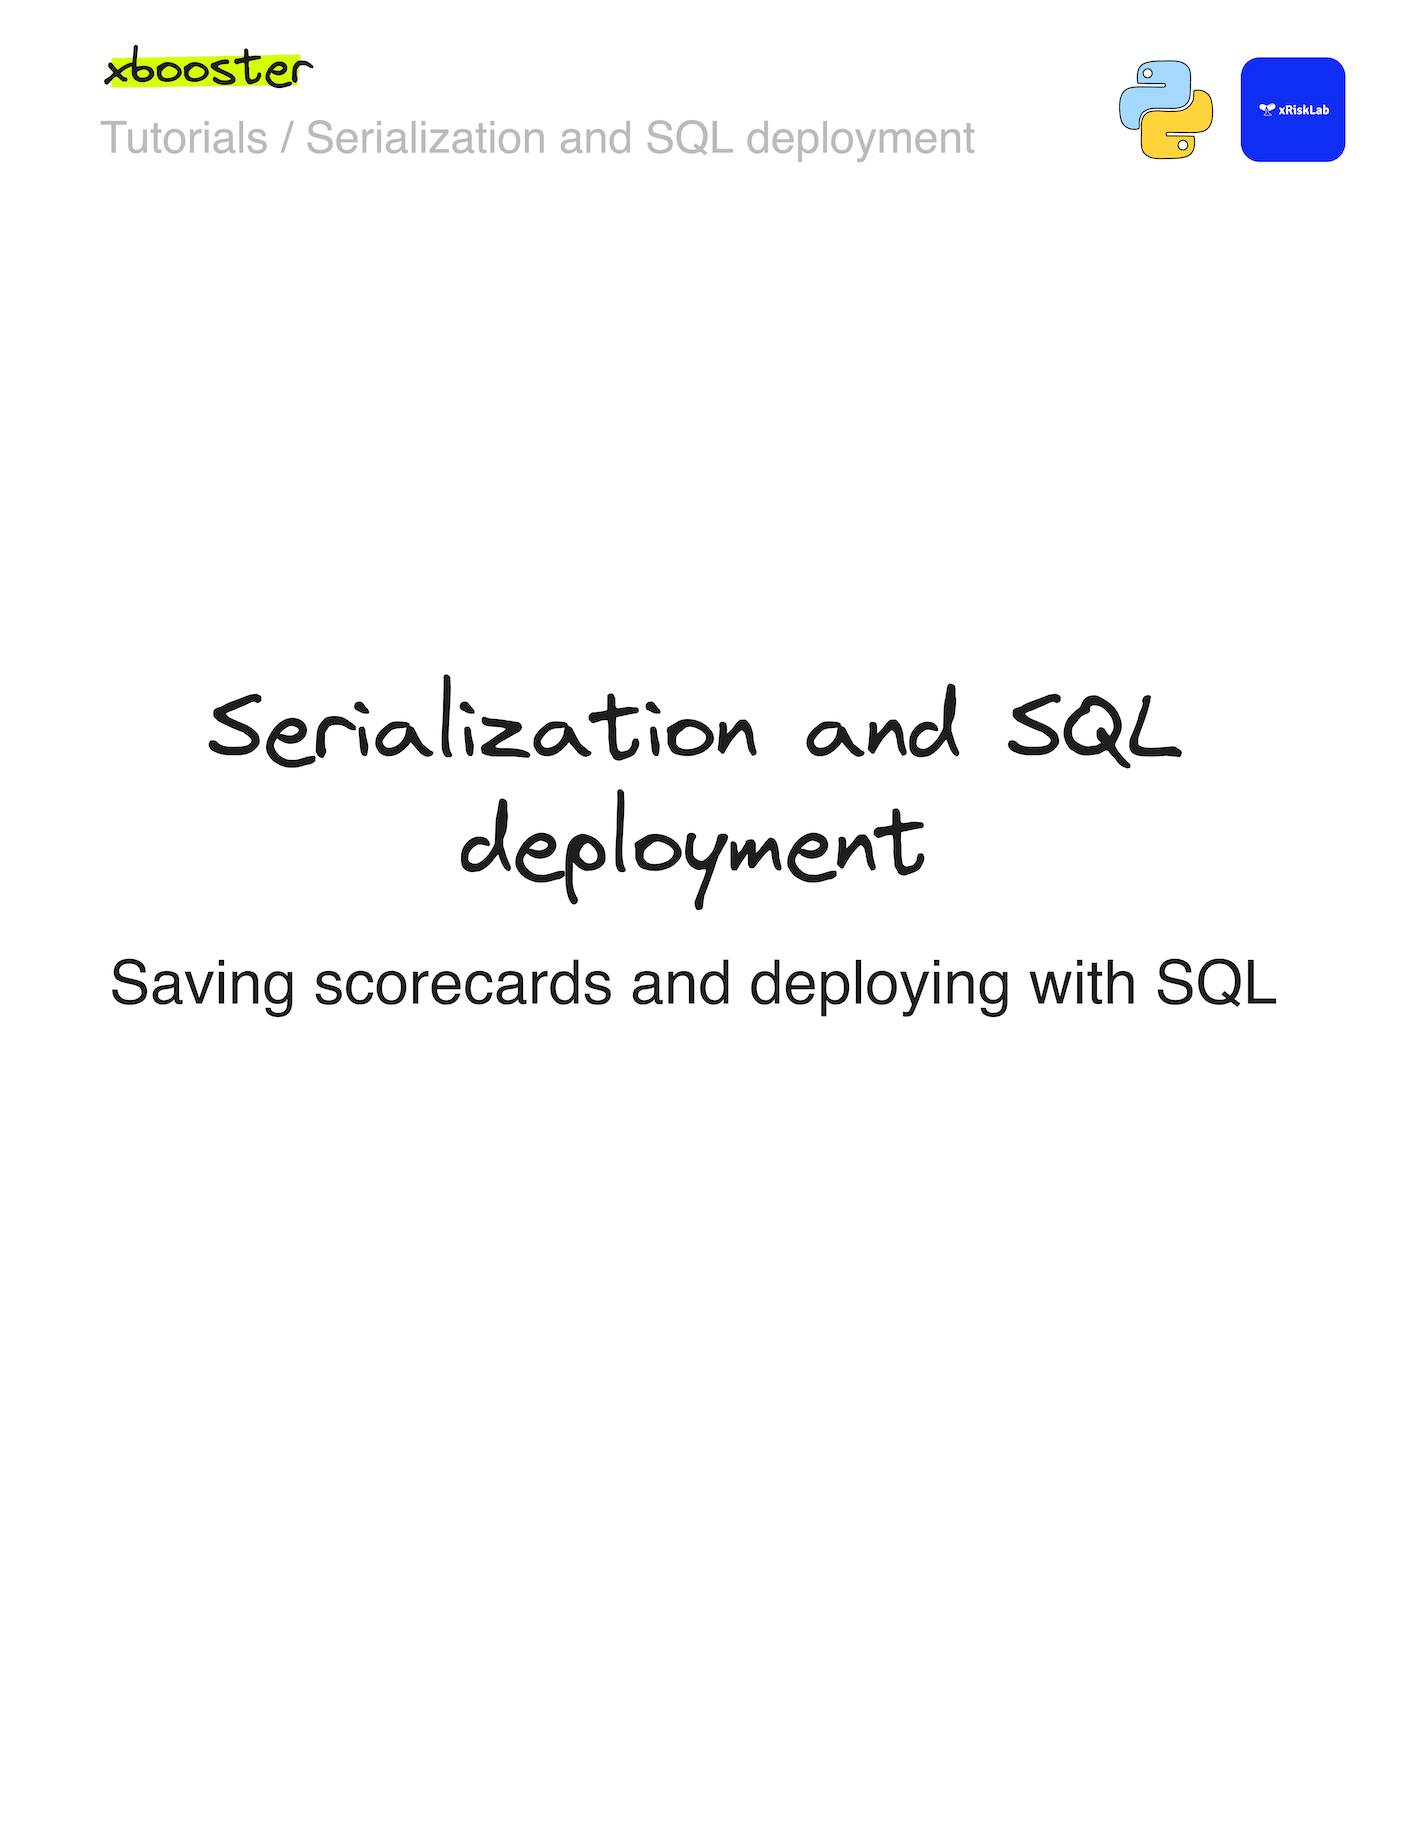 xbooster
Tutorials / Serialization and SQL deployment
xRiskLab
Serialization and SQL
deployment
Saving scorecards and deploying with SQL